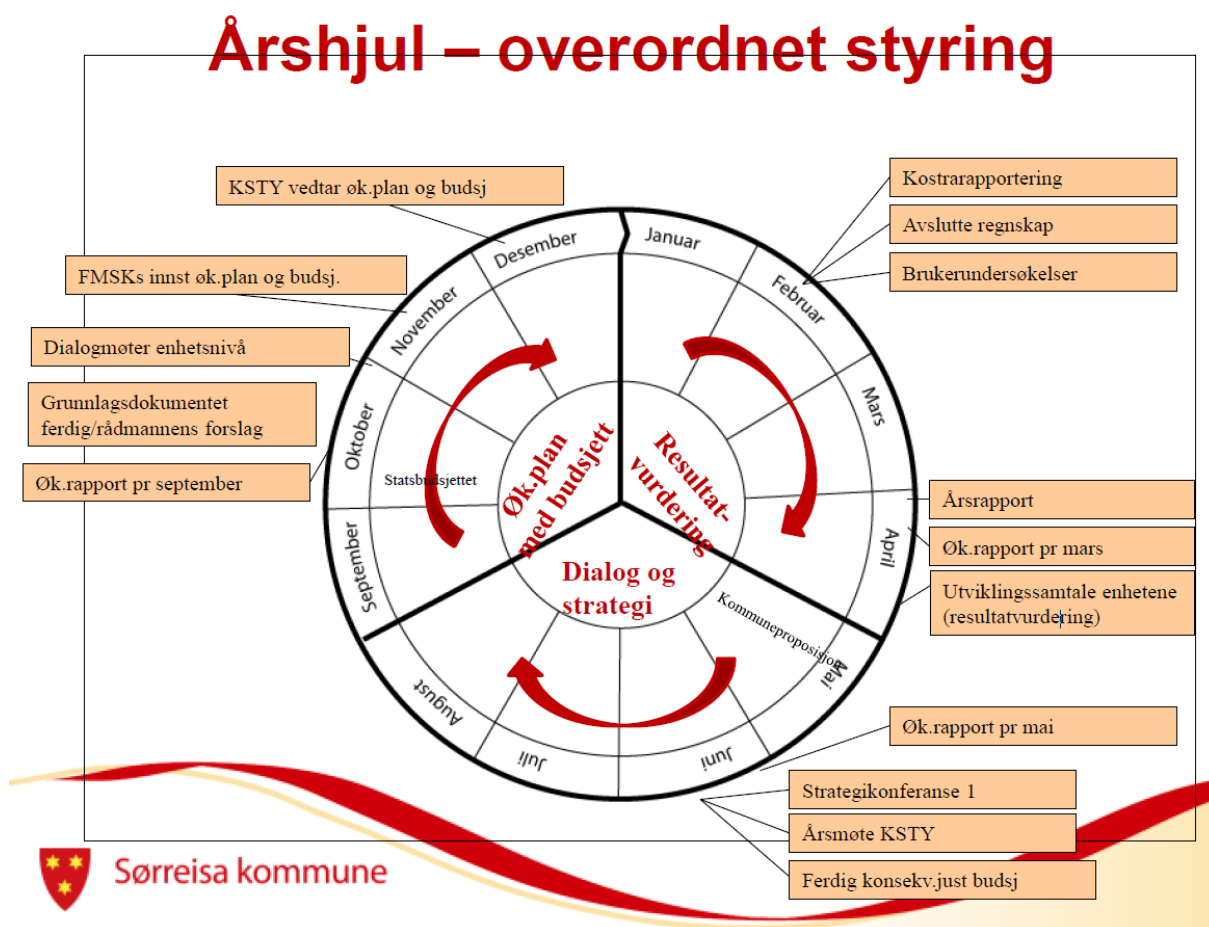 Årshjul – overordnet styring
KSTY vedtar øk.plan og budsj
FMSKs innst øk.plan og budsj.
Dialogmøter enhetsnivå
Grunnlagsdokumentet
ferdig/rådmannens forslag
Øk.rapport pr september
Kostrarapportering
Avslutte regnskap
Brukerundersøkelser
Årsrapport
Øk.rapport pr mars
Utviklingssamtale enhetene
(resultatvurdering)
Øk.rapport pr mai
Strategikonferanse 1
Årsmøte KSTY
Ferdig konsekv.just budsj
Januar
Februar
Mars
April
Mai
Juni
Juli
August
September
Oktober
November
Desember
Statsbudsjettet
Kommuneproposisjon
Øk.plan
med budsjett
Resultat-
vurdering
Dialog og
strategi
Sørreisa kommune